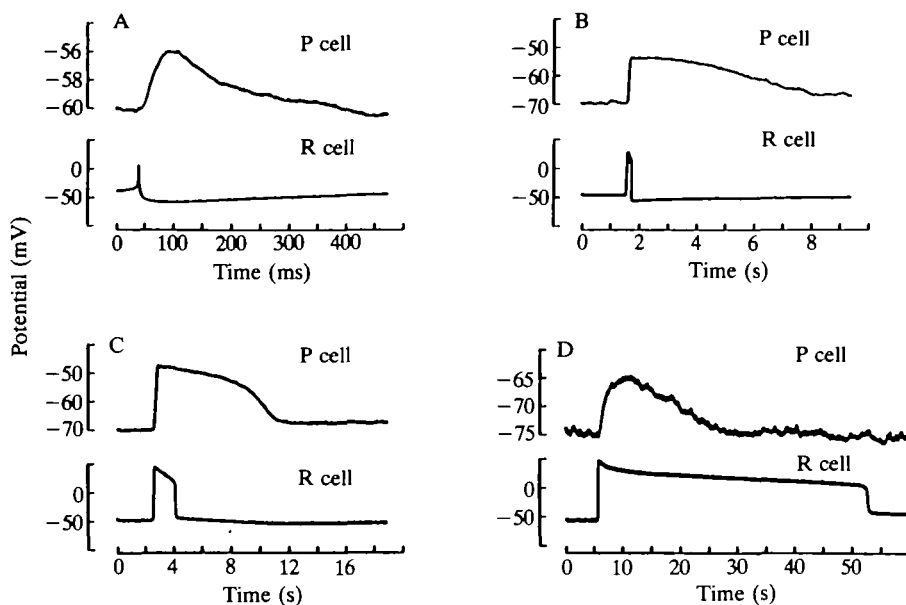 Potential (mV)
A
P cell
−56
−58
−60
R cell
0
−50
0 100 200 300 400
Time (ms)
B
P cell
−50
−60
−70
R cell
0
−50
0 2 4 6 8
Time (s)
C
P cell
−50
−60
−70
R cell
0
−50
0 4 8 12 16
Time (s)
D
P cell
−65
−75
R cell
0
−50
0 10 20 30 40 50
Time (s)